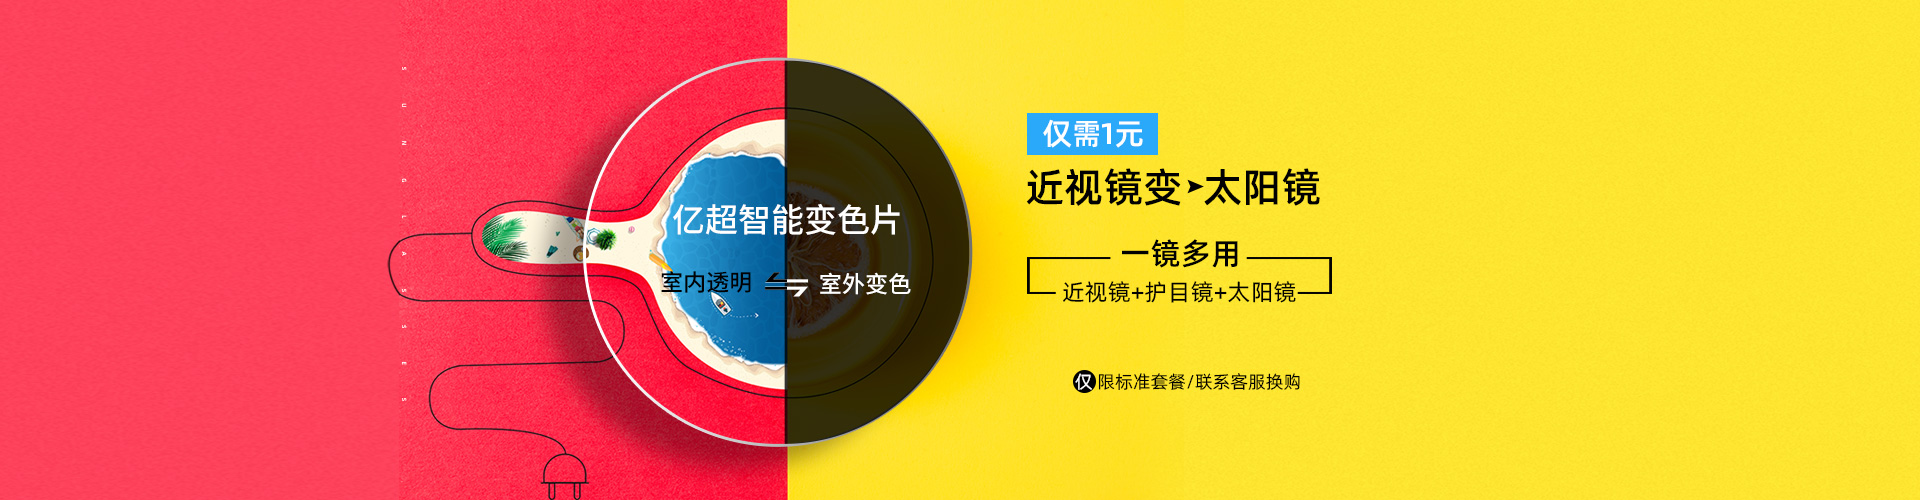 SUNGLASSES
亿超智能变色片
室内透明 室外变色
仅需1元
近视镜变➤太阳镜
一镜多用
近视镜+护目镜+太阳镜
仅限标准套餐/联系客服换购